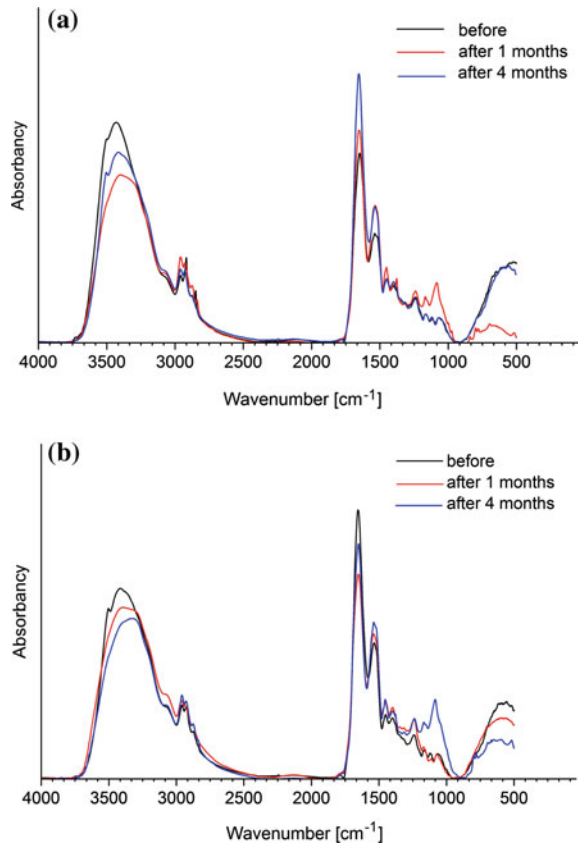 (a)
before
after 1 months
after 4 months
Absorbancy
4000 3500 3000 2500 2000 1500 1000 500
Wavenumber [cm-1]
(b)
before
after 1 months
after 4 months
Absorbancy
4000 3500 3000 2500 2000 1500 1000 500
Wavenumber [cm-1]